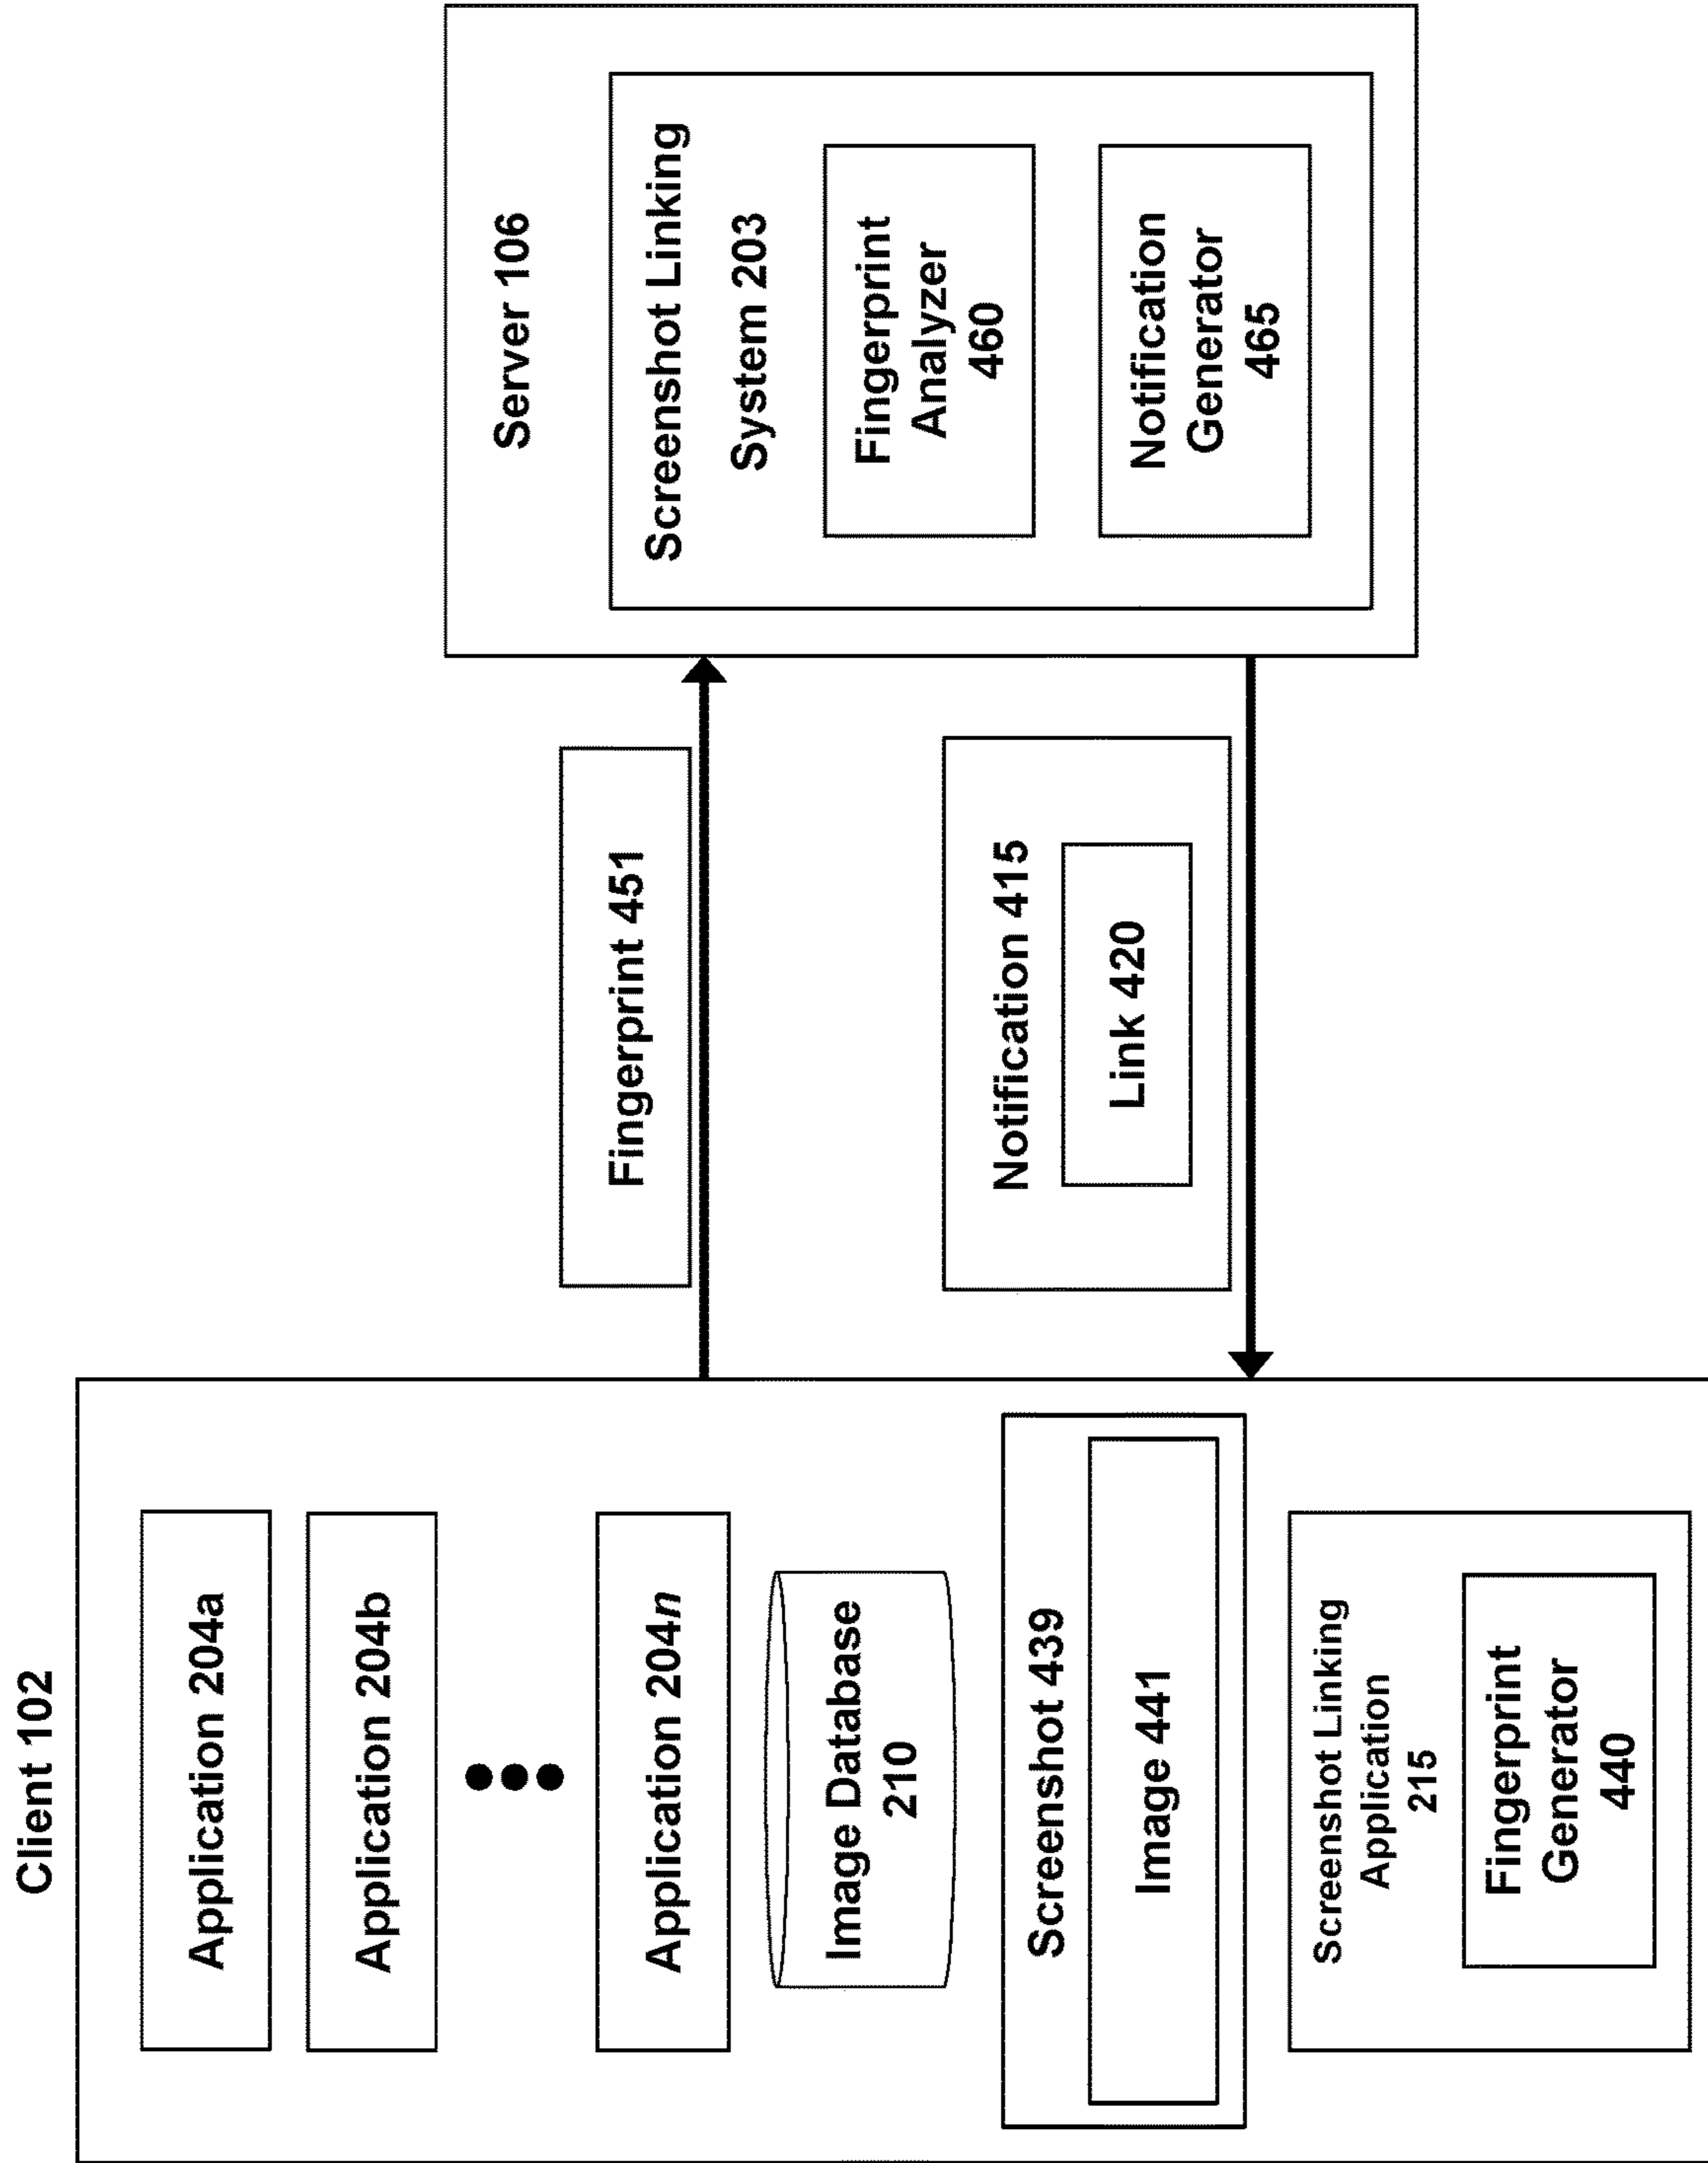 Client 102
Application 204a
Application 204b
Application 204n
Image Database
210
Screenshot 439
Image 441
Screenshot Linking
Application
215
Fingerprint
Generator
440
Fingerprint 451
Notification 415
Link 420
Server 106
Screenshot Linking
System 203
Fingerprint
Analyzer
460
Notification
Generator
465